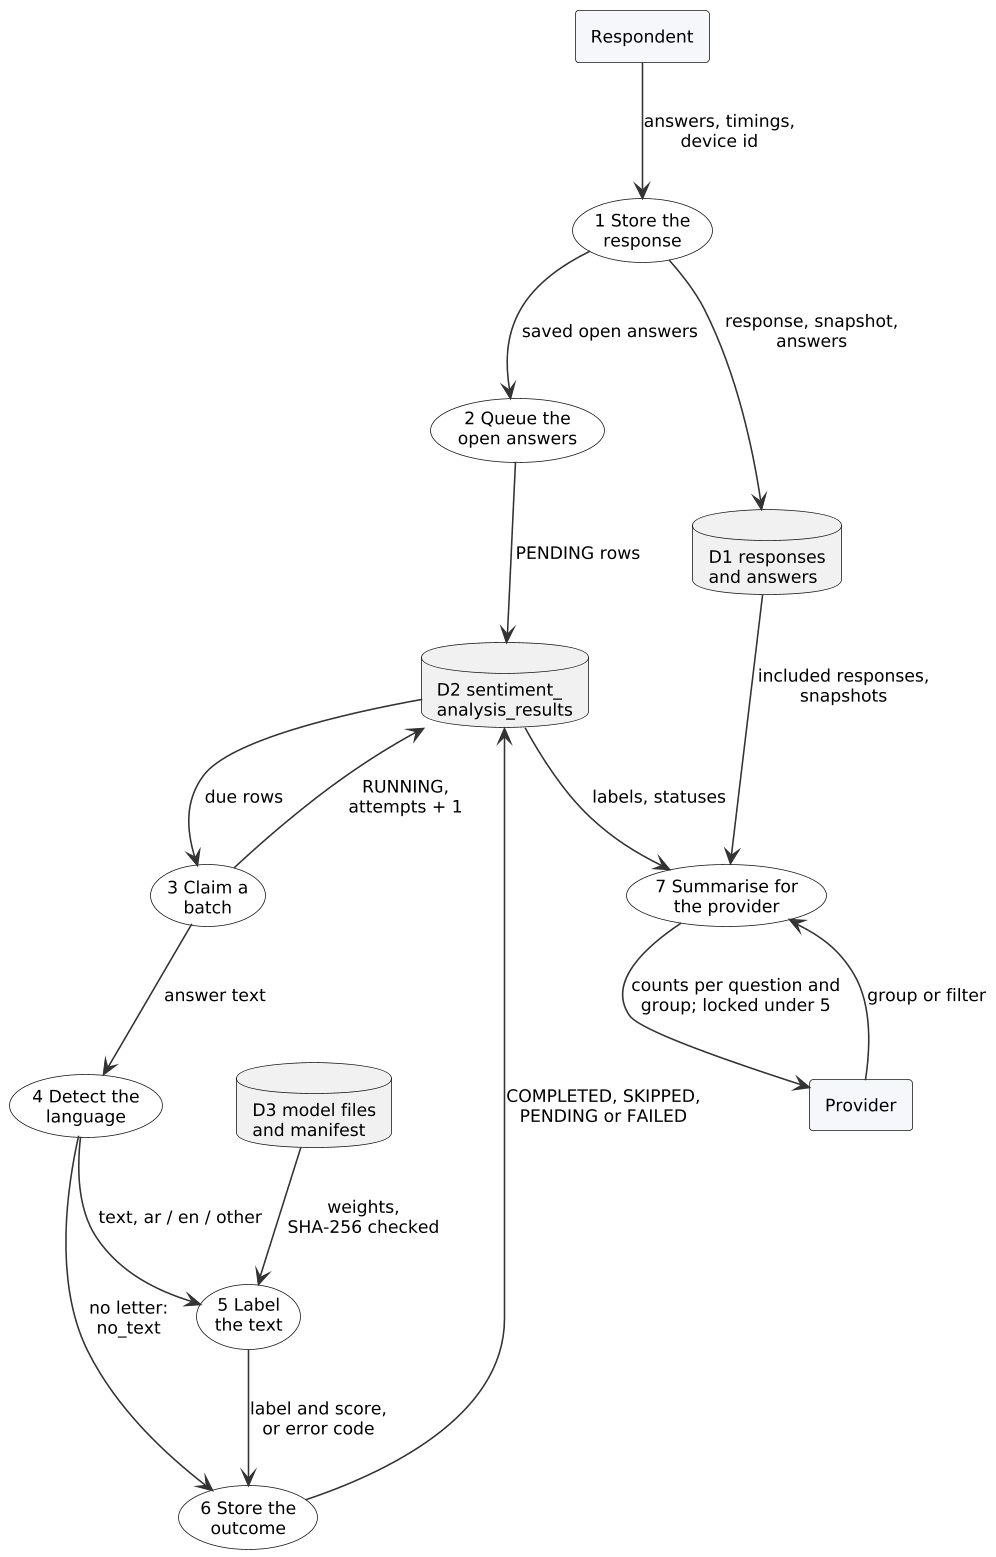 Respondent
answers, timings,
device id
1 Store the
response
saved open answers
response, snapshot,
answers
2 Queue the
open answers
PENDING rows
D1 responses
and answers
D2 sentiment_
analysis_results
included responses,
snapshots
due rows
RUNNING,
attempts + 1
labels, statuses
3 Claim a
batch
7 Summarise for
the provider
answer text
counts per question and
group; locked under 5
group or filter
4 Detect the
language
D3 model files
and manifest
COMPLETED, SKIPPED,
PENDING or FAILED
Provider
text, ar / en / other
weights,
SHA-256 checked
no letter:
no_text
5 Label
the text
label and score,
or error code
6 Store the
outcome